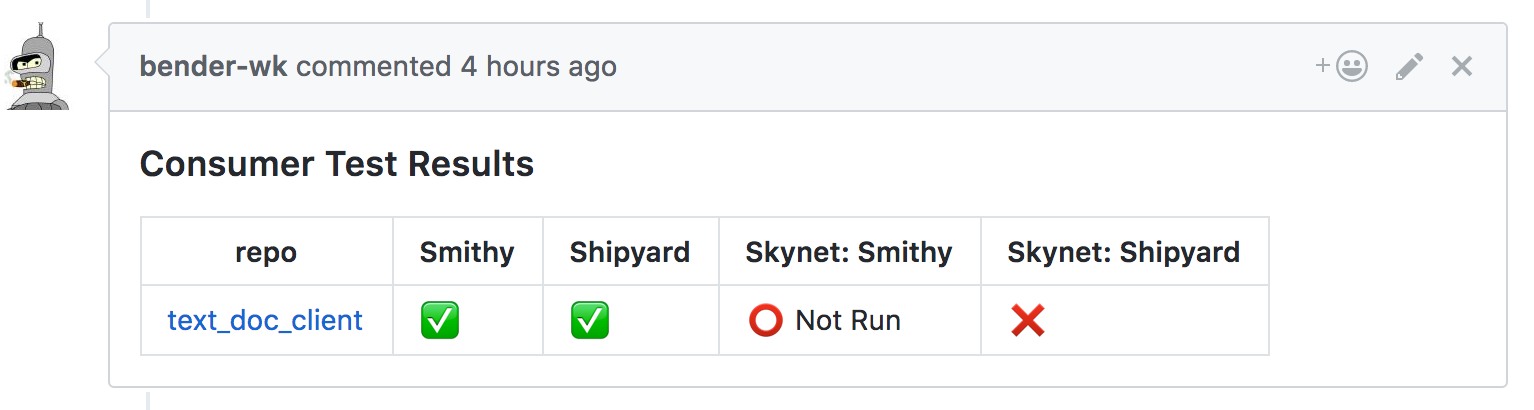 bender-wk commented 4 hours ago
Consumer Test Results
repo Smithy Shipyard Skynet: Smithy Skynet: Shipyard
text_doc_client ✅ ✅ ⭕ Not Run ❌